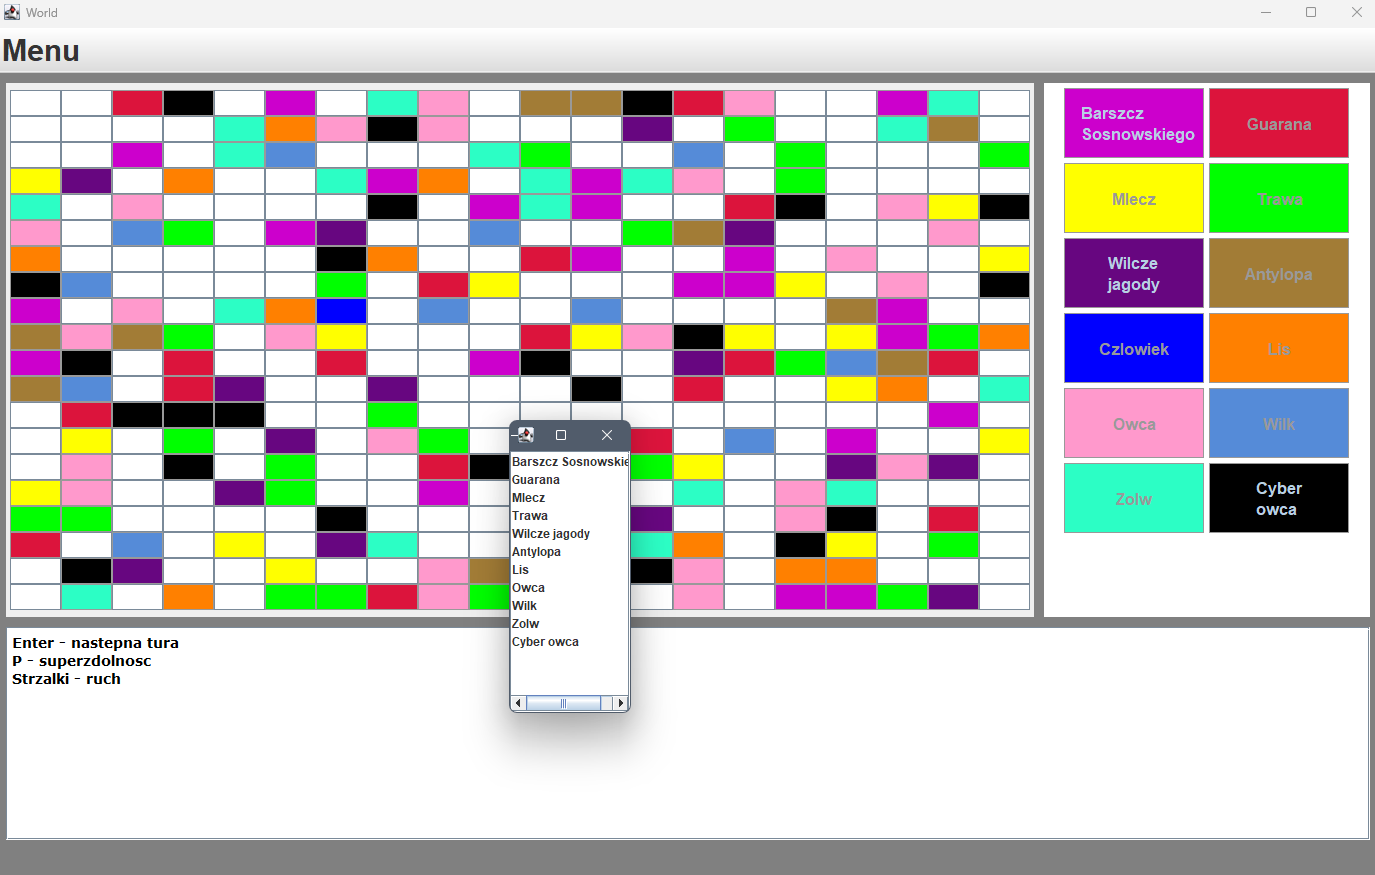 World
Menu
Barszcz
Sosnowskiego
Guarana
Mlecz
Trawa
Wilcze
jagody
Antylopa
Czlowiek
Lis
Owca
Wilk
Zolw
Cyber
owca
Barszcz Sosnowskie
Guarana
Mlecz
Trawa
Wilcze jagody
Antylopa
Lis
Owca
Wilk
Zolw
Cyber owca
Enter - nastepna tura
P - superzdolnosc
Strzalki - ruch